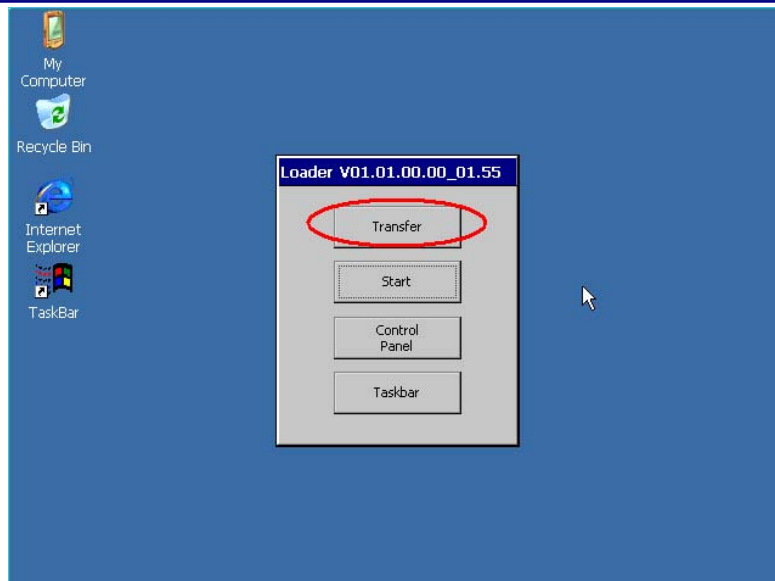 My
Computer
Recycle Bin
Internet
Explorer
TaskBar
Loader V01.01.00.00_01.55
Transfer
Start
Control
Panel
Taskbar